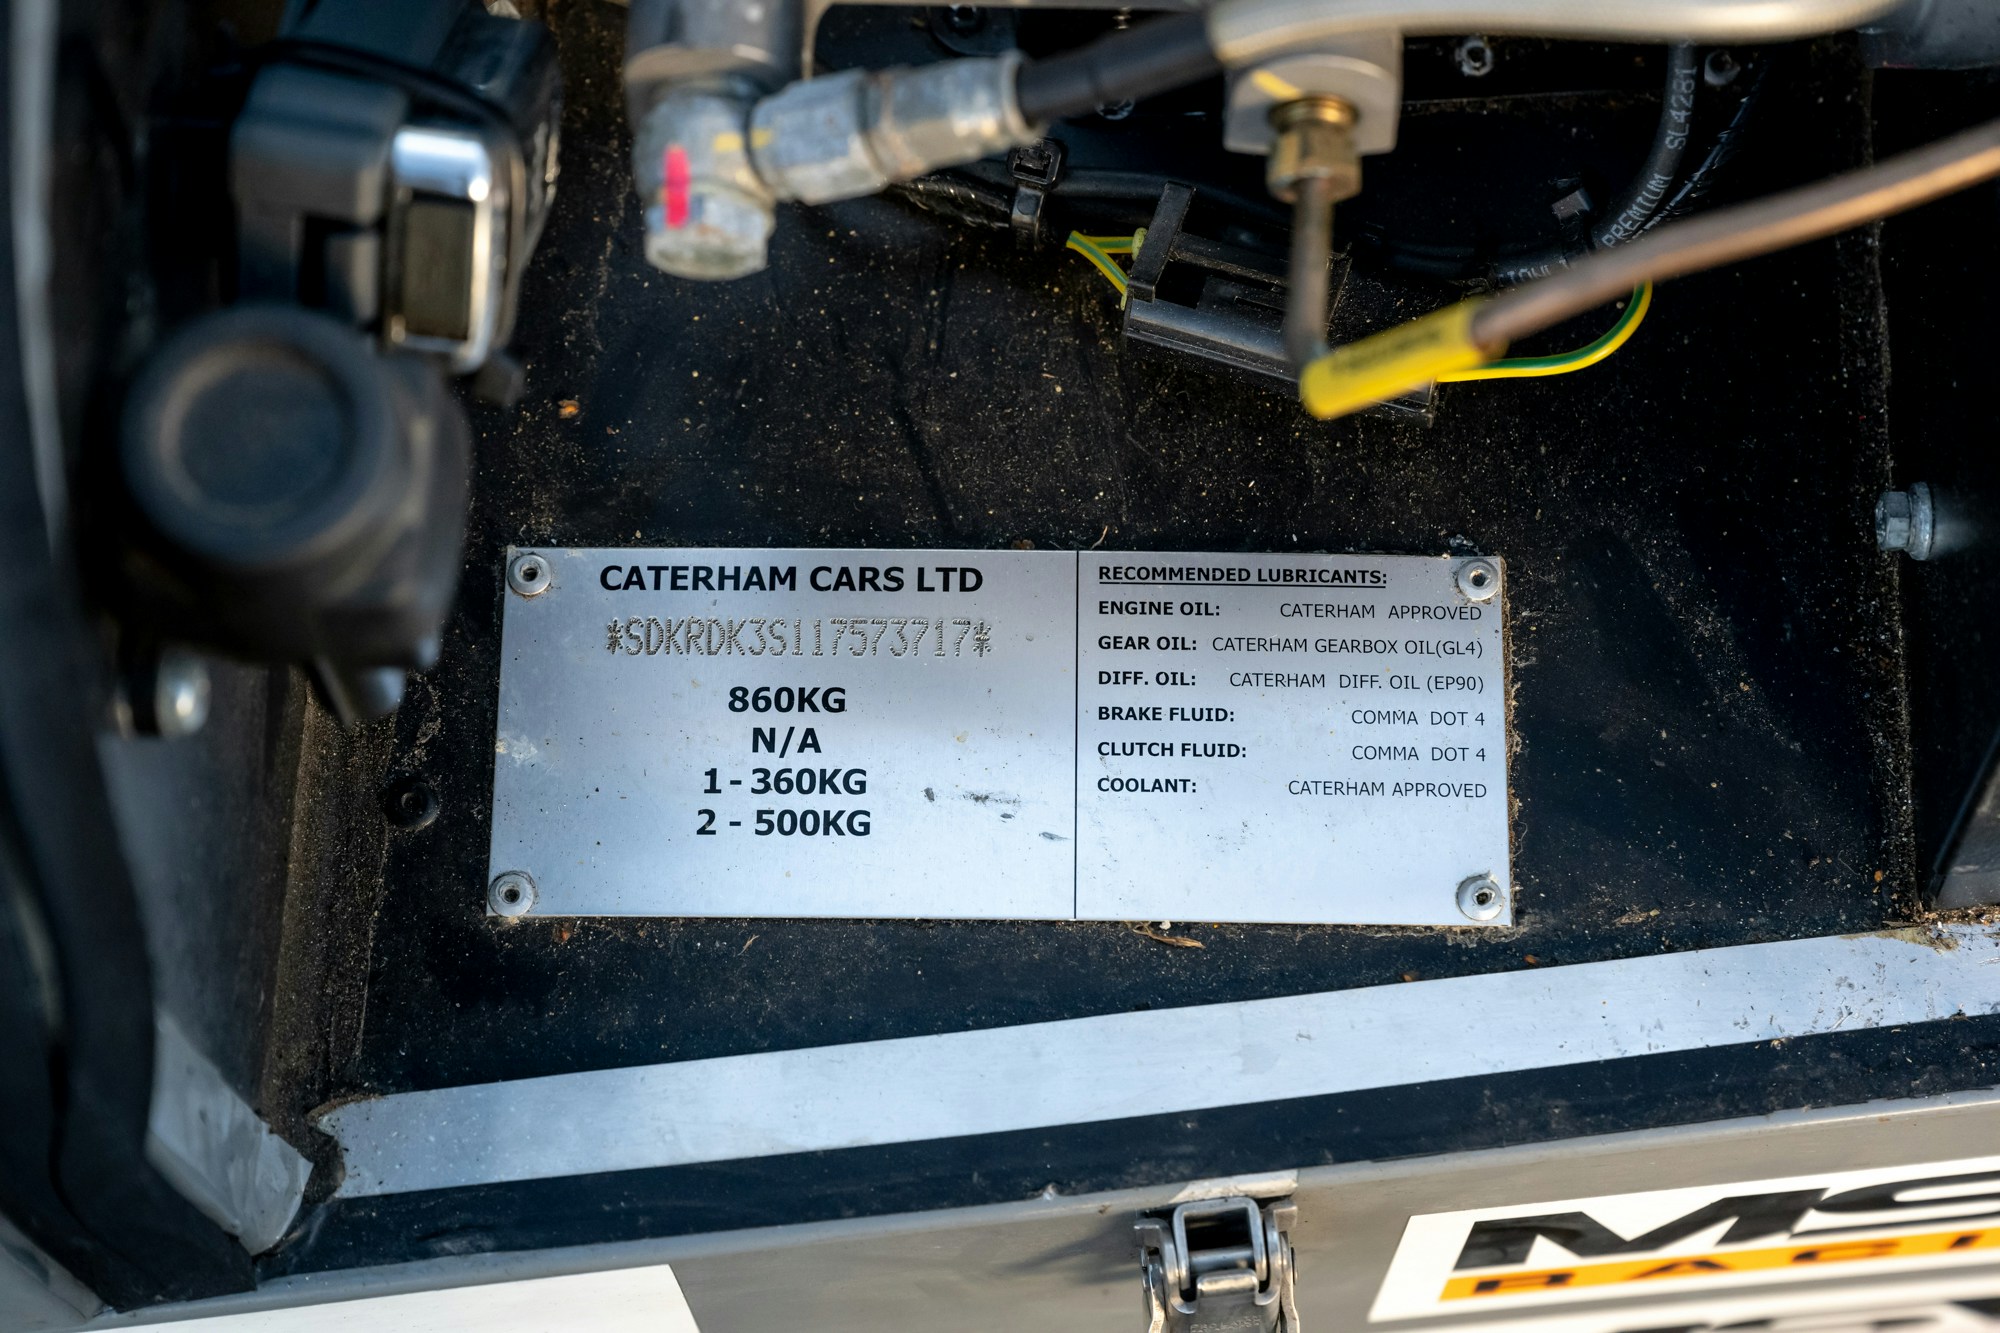 SL4281
PREMIUM
CATERHAM CARS LTD
*SDKRDK3S117573717*
860KG
N/A
1 - 360KG
2 - 500KG
RECOMMENDED LUBRICANTS:
ENGINE OIL: CATERHAM APPROVED
GEAR OIL: CATERHAM GEARBOX OIL(GL4)
DIFF. OIL: CATERHAM DIFF. OIL (EP90)
BRAKE FLUID: COMMA DOT 4
CLUTCH FLUID: COMMA DOT 4
COOLANT: CATERHAM APPROVED